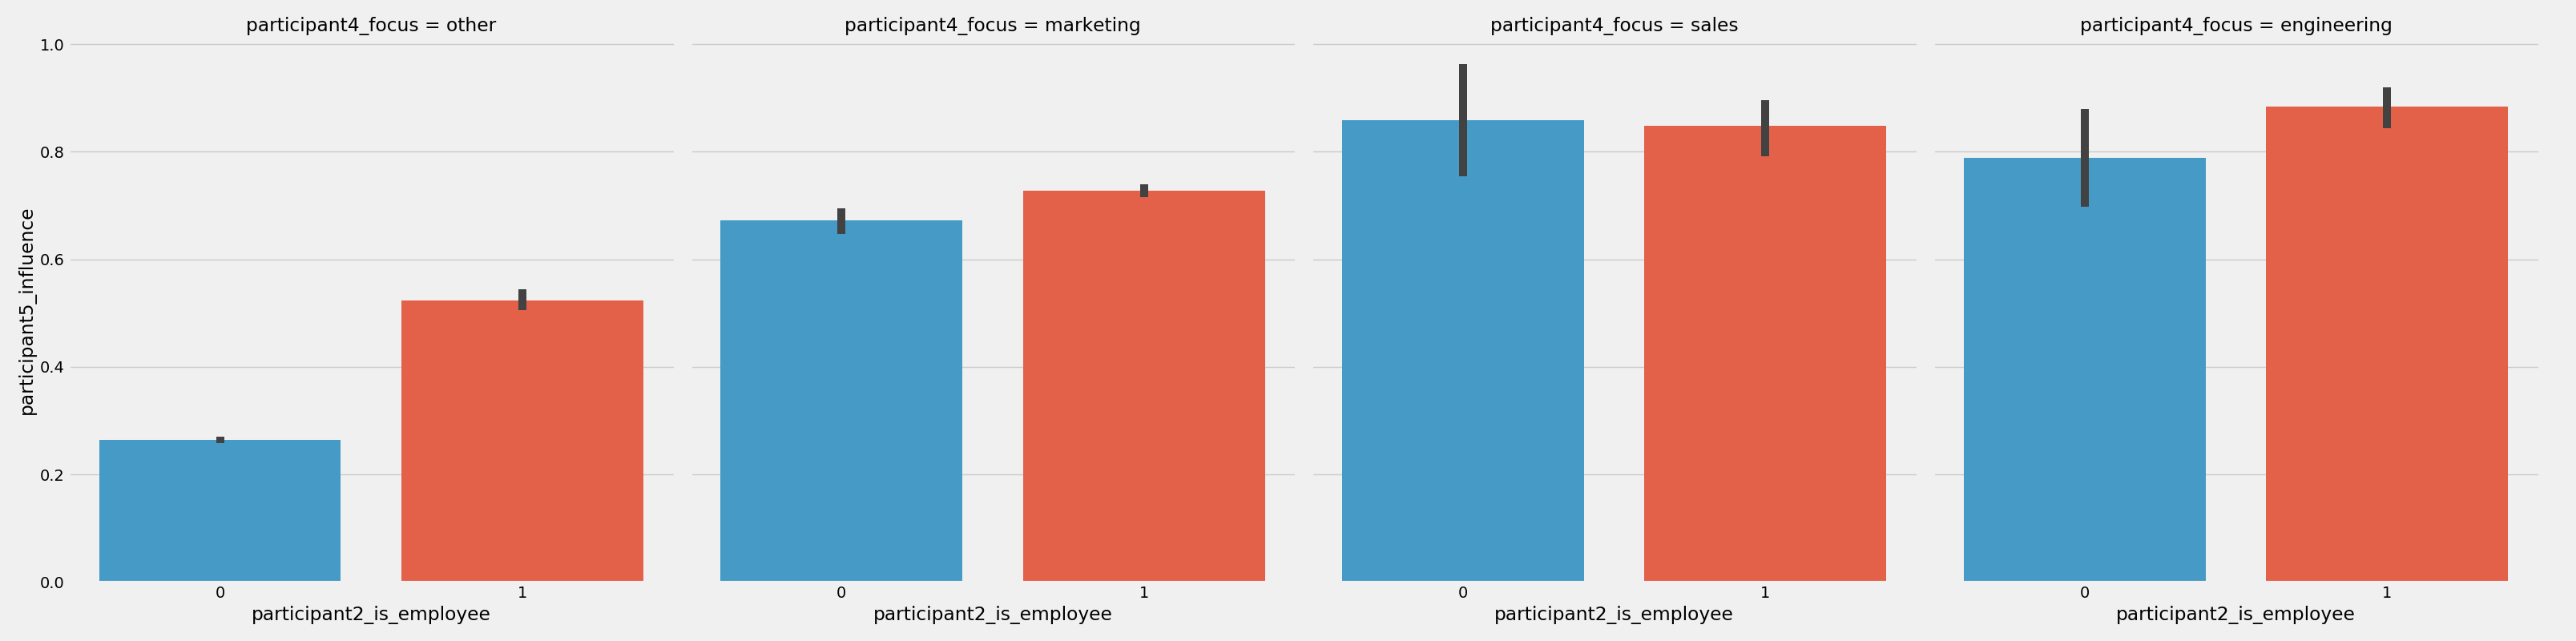 participant4_focus = other
participant4_focus = marketing
participant4_focus = sales
participant4_focus = engineering
participant5_influence
1.0
0.8
0.6
0.4
0.2
0.0
0 1
0 1
0 1
0 1
participant2_is_employee
participant2_is_employee
participant2_is_employee
participant2_is_employee